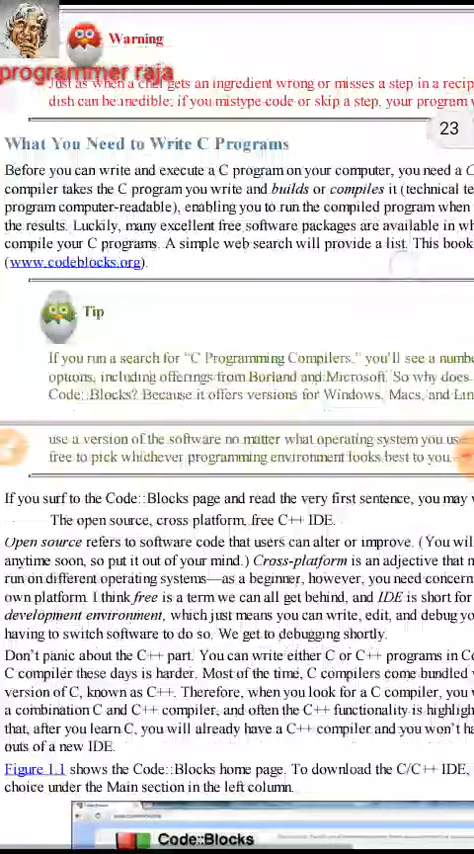 Warning
programmer raja
Just as when a chef gets an ingredient wrong or misses a step in a recip
dish can be inedible; if you mistype code or skip a step, your program
23
What You Need to Write C Programs
Before you can write and execute a C program on your computer, you need a C
compiler takes the C program you write and builds or compiles it (technical te
program computer-readable), enabling you to run the compiled program when
the results. Luckily, many excellent free software packages are available in wh
compile your C programs. A simple web search will provide a list. This book
(www.codeblocks.org).
Tip
If you run a search for “C Programming Compilers,” you’ll see a numbe
options, including offerings from Borland and Microsoft. So why does
Code::Blocks? Because it offers versions for Windows, Macs, and Lin
use a version of the software no matter what operating system you use
free to pick whichever programming environment looks best to you.
If you surf to the Code::Blocks page and read the very first sentence, you may
The open source, cross platform, free C++ IDE.
Open source refers to software code that users can alter or improve. (You wil
anytime soon, so put it out of your mind.) Cross-platform is an adjective that m
run on different operating systems—as a beginner, however, you need concern
own platform. I think free is a term we can all get behind, and IDE is short for
development environment, which just means you can write, edit, and debug yo
having to switch software to do so. We get to debugging shortly.
Don’t panic about the C++ part. You can write either C or C++ programs in Co
C compiler these days is harder. Most of the time, C compilers come bundled
version of C, known as C++. Therefore, when you look for a C compiler, you
a combination C and C++ compiler, and often the C++ functionality is highligh
that, after you learn C, you will already have a C++ compiler and you won’t ha
outs of a new IDE.
Figure 1.1 shows the Code::Blocks home page. To download the C/C++ IDE,
choice under the Main section in the left column.
Code::Blocks